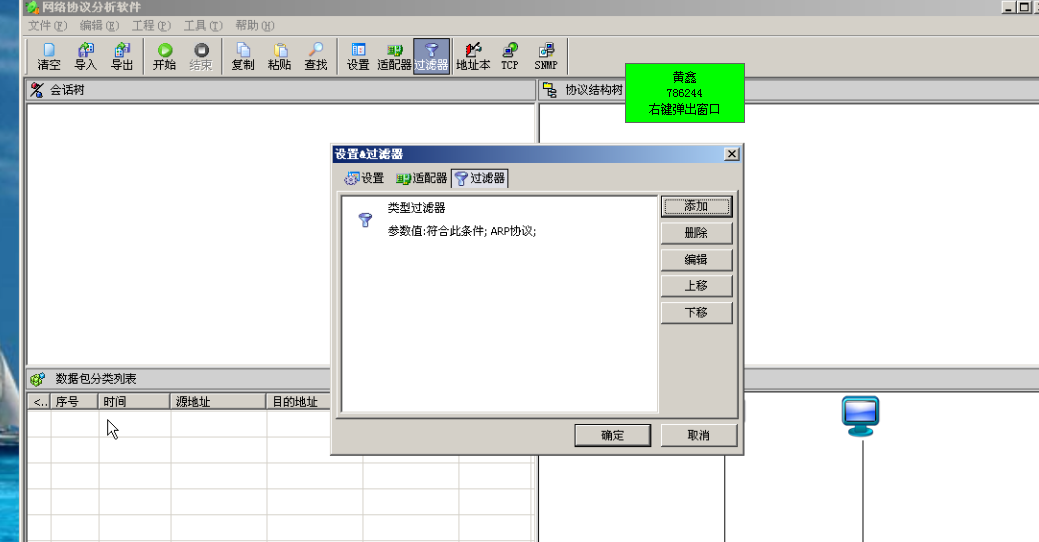 网络协议分析软件
文件(F) 编辑(E) 工程(P) 工具(T) 帮助(H)
清空 导入 导出 开始 结束 复制 粘贴 查找 设置 适配器 过滤器 地址本 TCP SNMP
会话树
协议结构树
黄鑫
786244
右键弹出窗口
设置&过滤器
设置 适配器 过滤器
类型过滤器
参数值:符合此条件; ARP协议;
添加
删除
编辑
上移
下移
确定 取消
数据包分类列表
<.. 序号 时间 源地址 目的地址